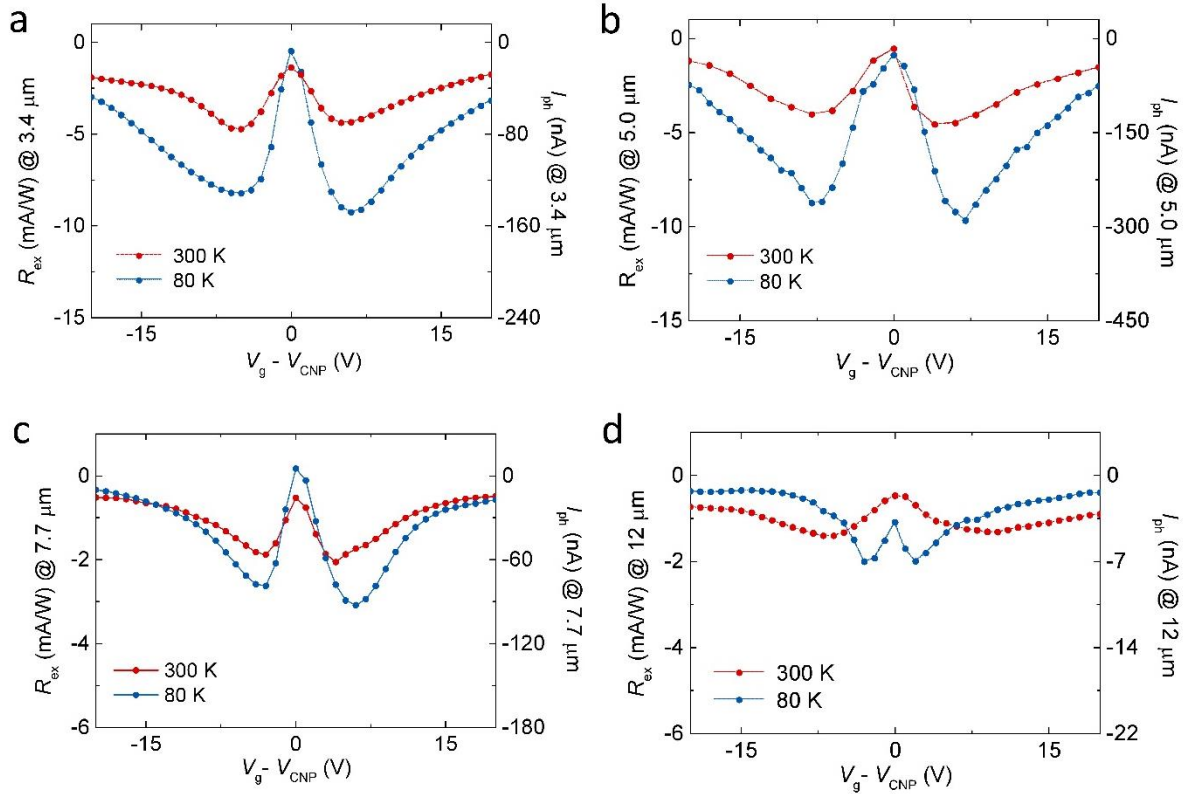 a
R_ex (mA/W) @ 3.4 μm
0
-5
-10
-15
300 K
80 K
-15
0
15
V_g - V_CNP (V)
0
-80
-160
-240
I_ph (nA) @ 3.4 μm
b
R_ex (mA/W) @ 5.0 μm
0
-5
-10
-15
300 K
80 K
-15
0
15
V_g - V_CNP (V)
0
-150
-300
-450
I_ph (nA) @ 5.0 μm
c
R_ex (mA/W) @ 7.7 μm
0
-2
-4
-6
300 K
80 K
-15
0
15
V_g - V_CNP (V)
0
-60
-120
-180
I_ph (nA) @ 7.7 μm
d
R_ex (mA/W) @ 12 μm
0
-2
-4
-6
300 K
80 K
-15
0
15
V_g - V_CNP (V)
0
-7
-14
-22
I_ph (nA) @ 12 μm